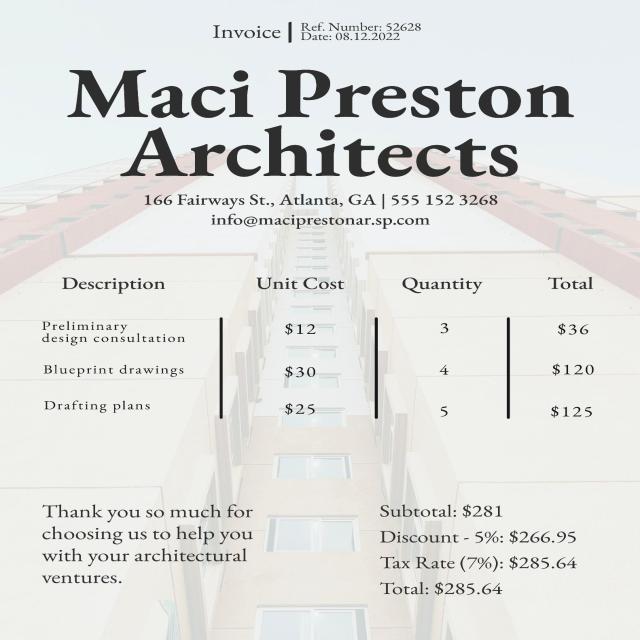 Invoice
Ref. Number: 52628
Date: 08.12.2022
Maci Preston
Architects
166 Fairways St., Atlanta, GA | 555 152 3268
info@maciprestonar.sp.com
Description Unit Cost Quantity Total
Preliminary
design consultation $12 3 $36
Blueprint drawings $30 4 $120
Drafting plans $25 5 $125
Thank you so much for
choosing us to help you
with your architectural
ventures.
Subtotal: $281
Discount - 5%: $266.95
Tax Rate (7%): $285.64
Total: $285.64